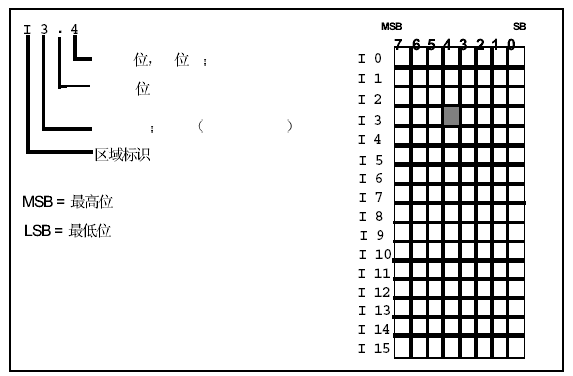 I 3 . 4
位， 位 ；
位
； （ ）
区域标识
MSB = 最高位
LSB = 最低位
MSB SB
7 6 5 4 3 2 1 0
I 0
I 1
I 2
I 3
I 4
I 5
I 6
I 7
I 8
I 9
I 10
I 11
I 12
I 13
I 14
I 15